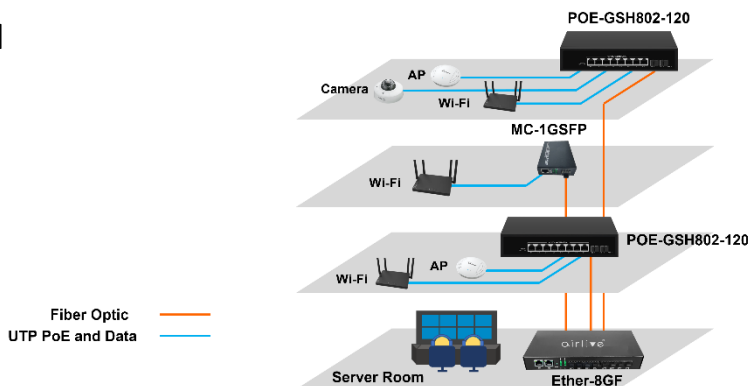 POE-GSH802-120
AP
Camera
Wi-Fi
MC-1GSFP
Wi-Fi
POE-GSH802-120
AP
Wi-Fi
Fiber Optic
UTP PoE and Data
airlive
Server Room
Ether-8GF